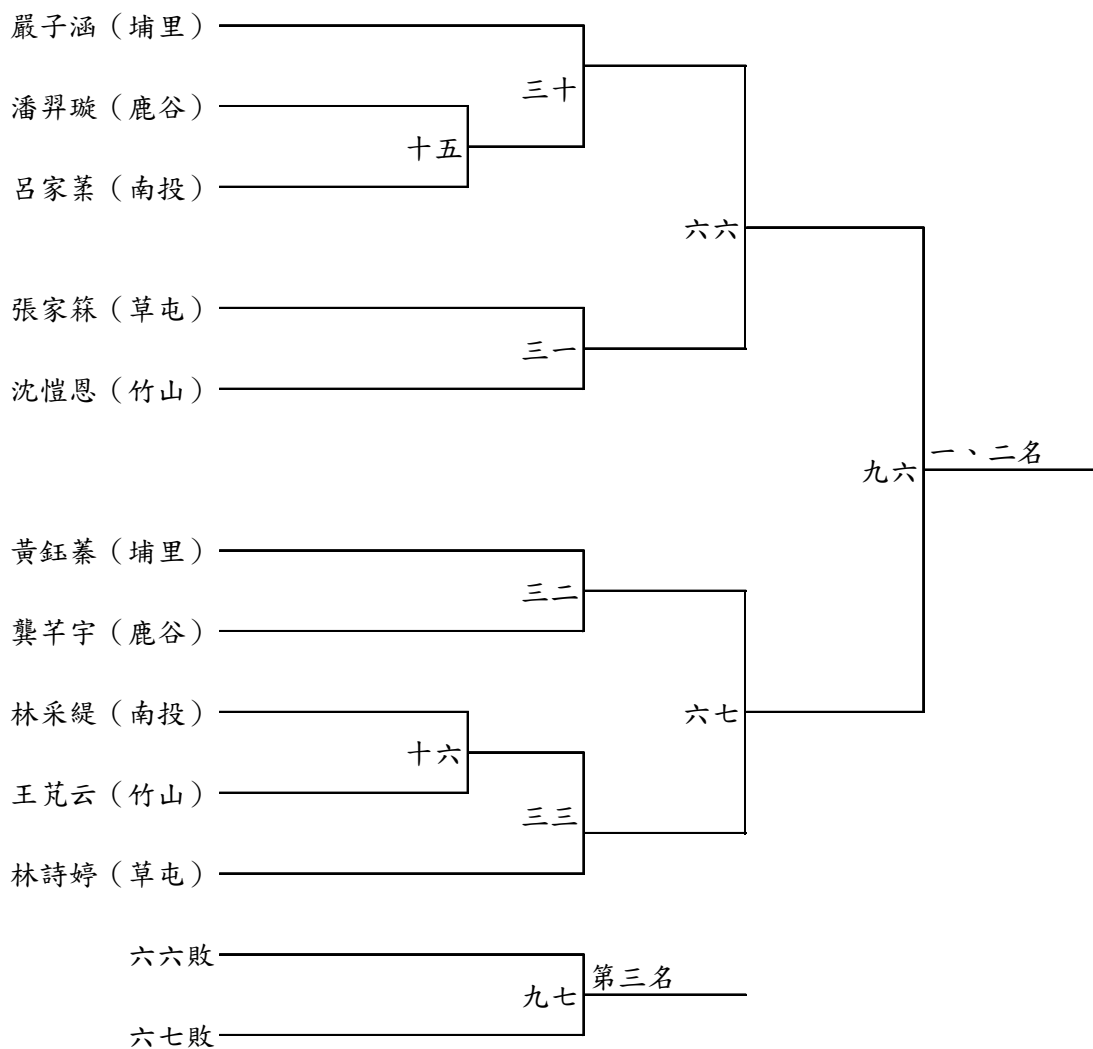 嚴子涵（埔里）
三十
潘羿璇（鹿谷）
十五
呂家葇（南投）
六六
張家箖（草屯）
三一
沈愷恩（竹山）
九六
一、二名
黃鈺蓁（埔里）
三二
龔芊宇（鹿谷）
林采緹（南投）
六七
十六
王芃云（竹山）
三三
林詩婷（草屯）
六六敗
九七
第三名
六七敗